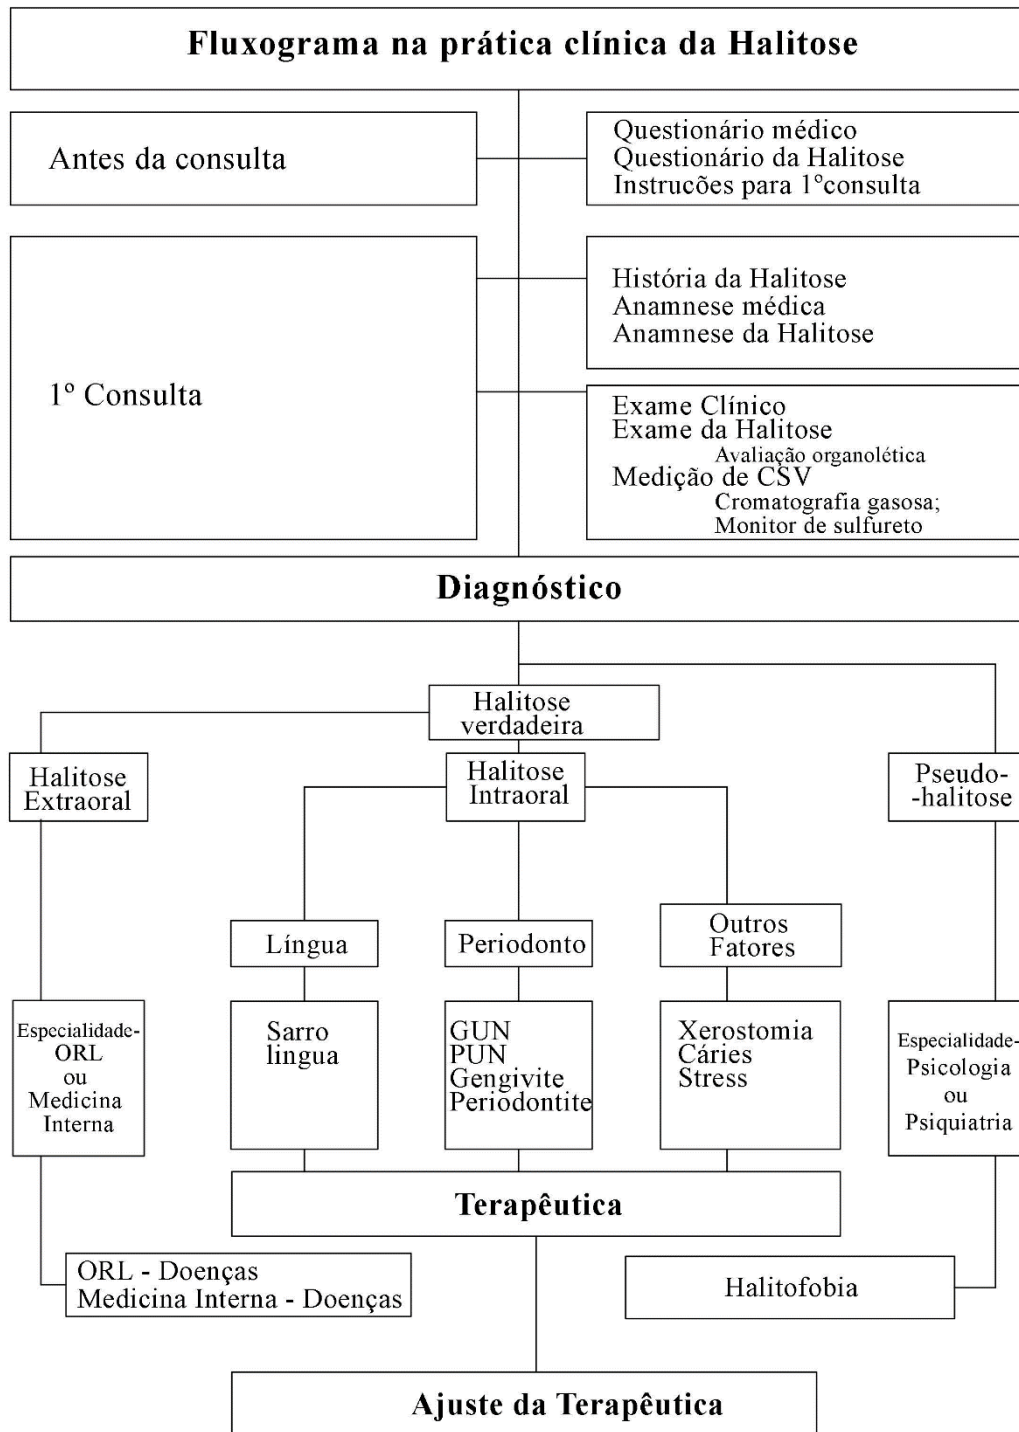 Fluxograma na prática clínica da Halitose
Antes da consulta
Questionário médico
Questionário da Halitose
Instrucões para 1ºconsulta
1º Consulta
História da Halitose
Anamnese médica
Anamnese da Halitose
Exame Clínico
Exame da Halitose
Avaliação organolética
Medição de CSV
Cromatografia gasosa;
Monitor de sulfureto
Diagnóstico
Halitose
verdadeira
Halitose
Extraoral
Halitose
Intraoral
Pseudo-
-halitose
Língua
Periodonto
Outros
Fatores
Especialidade-
ORL
ou
Medicina
Interna
Sarro
lingua
GUN
PUN
Gengivite
Periodontite
Xerostomia
Cáries
Stress
Especialidade-
Psicologia
ou
Psiquiatria
Terapêutica
ORL - Doenças
Medicina Interna - Doenças
Halitofobia
Ajuste da Terapêutica